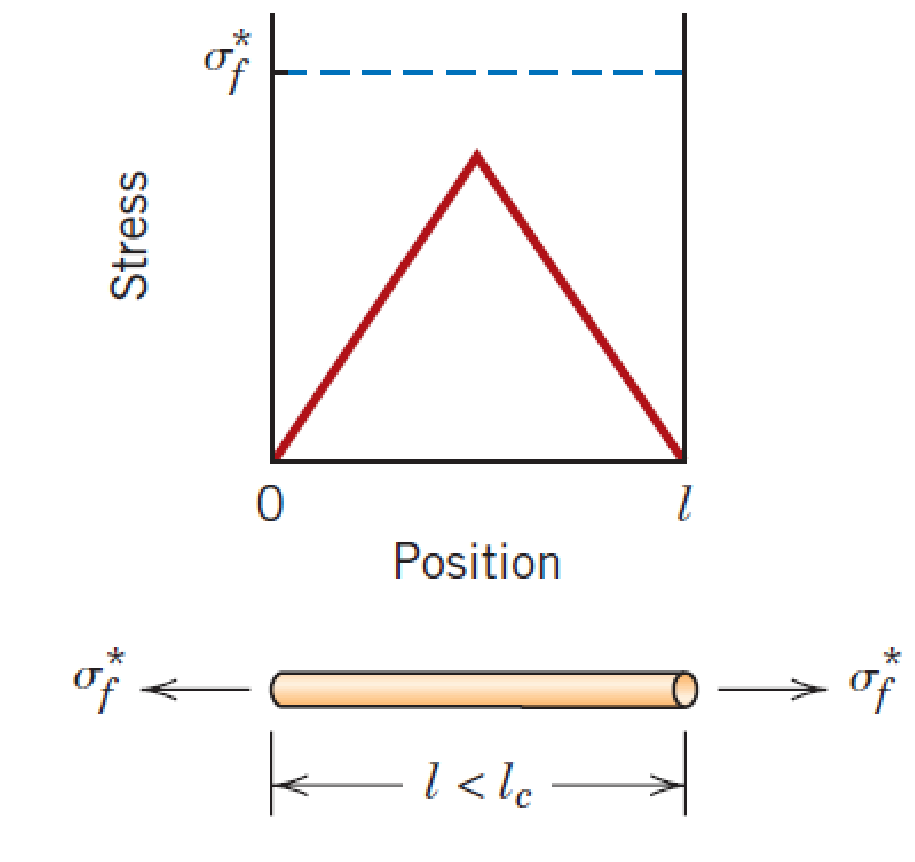 σ*f
Stress
0 l
Position
σ*f σ*f
l < lc